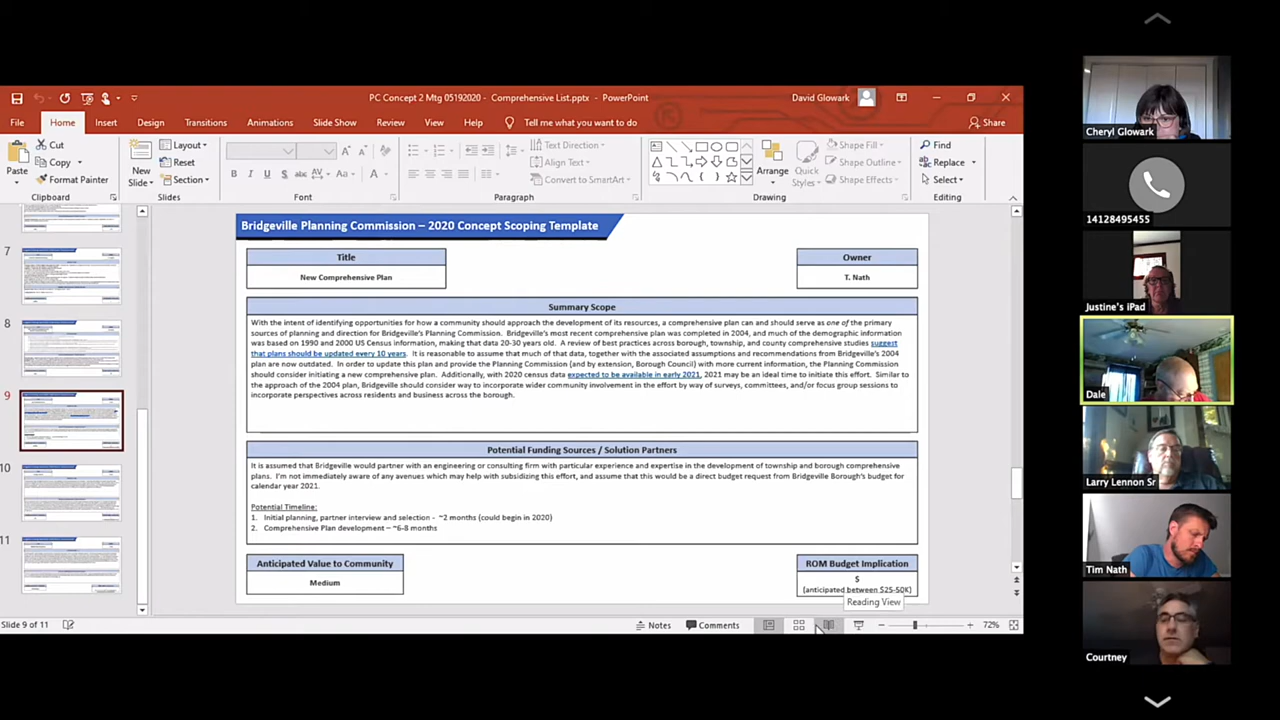 PC Concept 2 Mtg 05192020 - Comprehensive List.pptx - PowerPoint
David Glowark
File Home Insert Design Transitions Animations Slide Show Review View Help Tell me what you want to do Share
Paste
Cut
Copy
Format Painter
Clipboard
New Slide
Layout
Reset
Section
Slides
B I U S abc AV Aa A
Font
Text Direction
Align Text
Convert to SmartArt
Paragraph
Arrange
Quick Styles
Shape Fill
Shape Outline
Shape Effects
Drawing
Find
Replace
Select
Editing
7
8
9
10
11
Bridgeville Planning Commission – 2020 Concept Scoping Template
Title
New Comprehensive Plan
Owner
T. Nath
Summary Scope
With the intent of identifying opportunities for how a community should approach the development of its resources, a comprehensive plan can and should serve as one of the primary
sources of planning and direction for Bridgeville's Planning Commission. Bridgeville's most recent comprehensive plan was completed in 2004, and much of the demographic information
was based on 1990 and 2000 US Census information, making that data 20-30 years old. A review of best practices across borough, township, and county comprehensive studies suggest
that plans should be updated every 10 years. It is reasonable to assume that much of that data, together with the associated assumptions and recommendations from Bridgeville's 2004
plan are now outdated. In order to update this plan and provide the Planning Commission (and by extension, Borough Council) with more current information, the Planning Commission
should consider initiating a new comprehensive plan. Additionally, with 2020 census data expected to be available in early 2021, 2021 may be an ideal time to initiate this effort. Similar to
the approach of the 2004 plan, Bridgeville should consider way to incorporate wider community involvement in the effort by way of surveys, committees, and/or focus group sessions to
incorporate perspectives across residents and business across the borough.
Potential Funding Sources / Solution Partners
It is assumed that Bridgeville would partner with an engineering or consulting firm with particular experience and expertise in the development of township and borough comprehensive
plans. I'm not immediately aware of any avenues which may help with subsidizing this effort, and assume that this would be a direct budget request from Bridgeville Borough's budget for
calendar year 2021.
Potential Timeline:
1. Initial planning, partner interview and selection - ~2 months (could begin in 2020)
2. Comprehensive Plan development – ~6-8 months
Anticipated Value to Community
Medium
ROM Budget Implication
$
(anticipated between $25-50K)
Reading View
Slide 9 of 11
Notes
Comments
72%
Cheryl Glowark
14128495455
Justine's iPad
Dale
Larry Lennon Sr
Tim Nath
Courtney